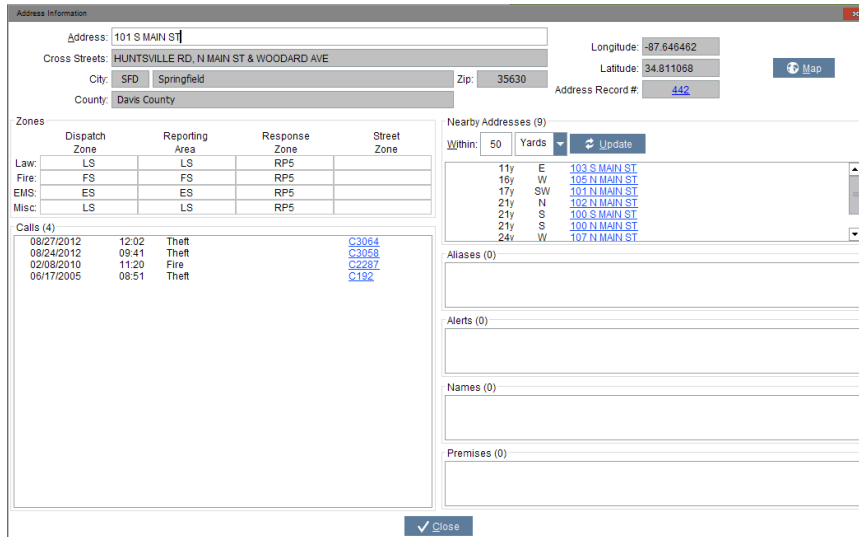 Address Information
Address: 101 S MAIN ST
Cross Streets: HUNTSVILLE RD, N MAIN ST & WOODARD AVE
City: SFD Springfield Zip: 35630
County: Davis County
Longitude: -87.646462
Latitude: 34.811068
Address Record #: 442
Map
Zones
Dispatch Zone Reporting Area Response Zone Street Zone
Law: LS LS RP5
Fire: FS FS RP5
EMS: ES ES RP5
Misc: LS LS RP5
Calls (4)
08/27/2012 12:02 Theft C3064
08/24/2012 09:41 Theft C3058
02/08/2010 11:20 Fire C2287
06/17/2005 08:51 Theft C192
Nearby Addresses (9)
Within: 50 Yards Update
11y E 103 S MAIN ST
16y W 105 N MAIN ST
17y SW 101 N MAIN ST
21y N 102 N MAIN ST
21y S 100 S MAIN ST
21y S 100 N MAIN ST
24y W 107 N MAIN ST
Aliases (0)
Alerts (0)
Names (0)
Premises (0)
Close